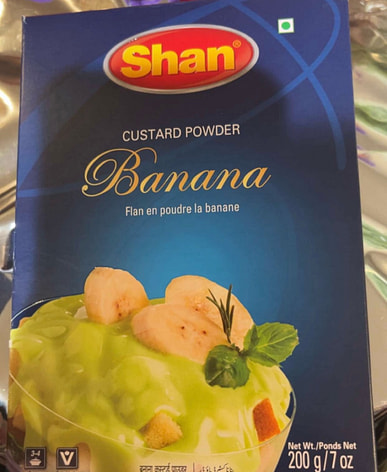 Shan®
CUSTARD POWDER
Banana
Flan en poudre la banane
Net Wt./Ponds Net
200 g/7 oz
3-4
V